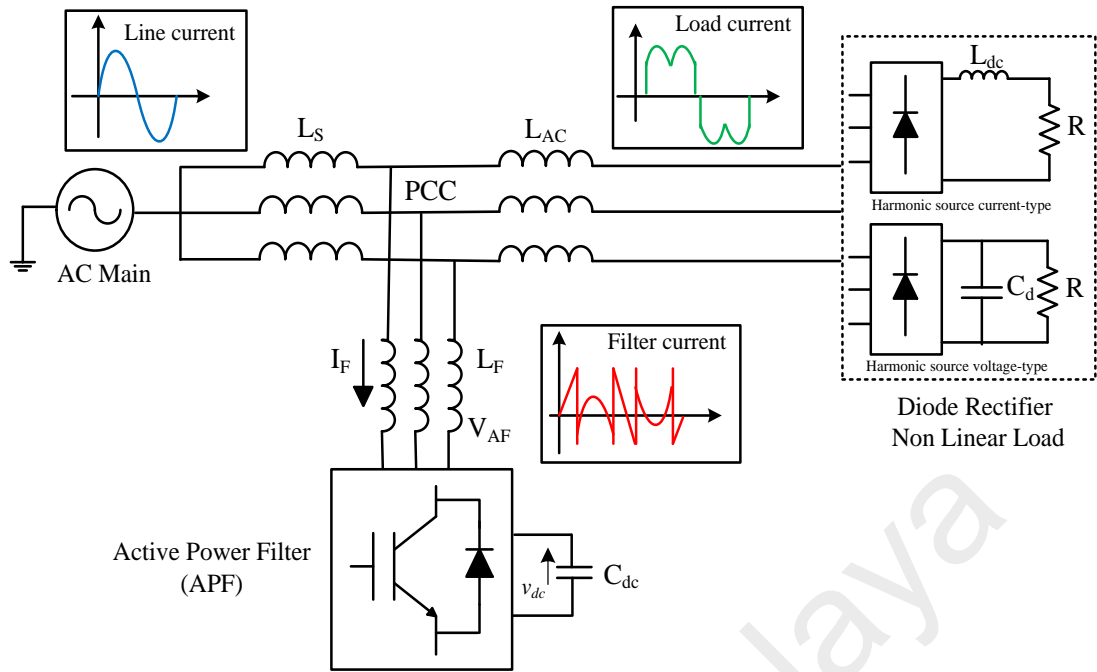 Line current
Load current
L_dc
R
L_S
L_AC
PCC
Harmonic source current-type
AC Main
C_d
R
Harmonic source voltage-type
I_F
L_F
Filter current
V_AF
Diode Rectifier
Non Linear Load
Active Power Filter
(APF)
v_dc
C_dc
laya